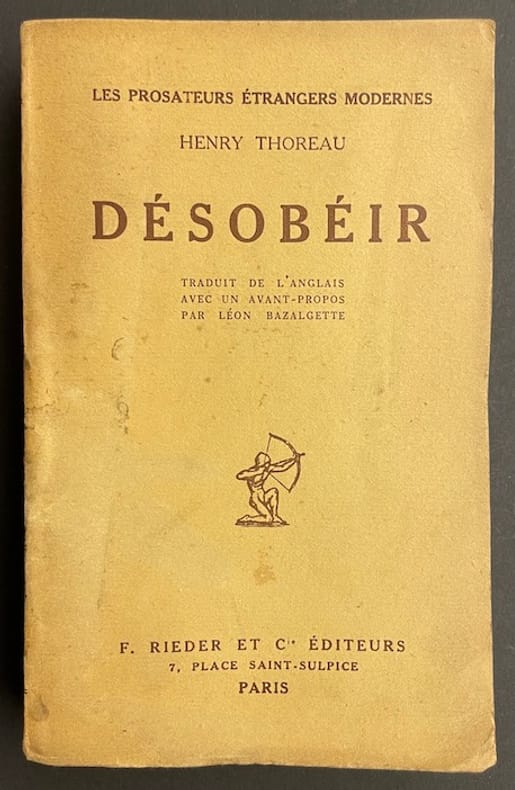 LES PROSATEURS ÉTRANGERS MODERNES
HENRY THOREAU
DÉSOBÉIR
TRADUIT DE L'ANGLAIS
AVEC UN AVANT-PROPOS
PAR LÉON BAZALGETTE
F. RIEDER ET Cie ÉDITEURS
7, PLACE SAINT-SULPICE
PARIS